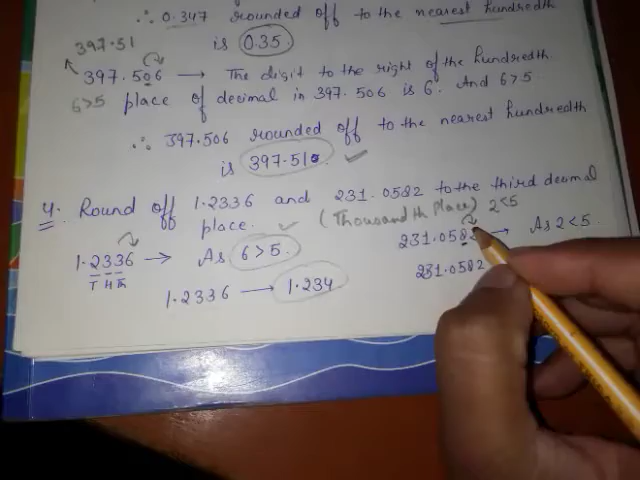 ∴ 0.347 rounded off to the nearest hundredth
is 0.35
397.51
397.506 → The digit to the right of the hundredth
6>5 place of decimal in 397.506 is 6. And 6>5.
∴ 397.506 rounded off to the nearest hundredth
is 397.510
4. Round off 1.2336 and 231.0582 to the third decimal
place. (Thousandth Place) 2<5
1.2336 → As 6>5.
T H Th
231.058 → As 2<5.
1.2336 → 1.234
231.0582